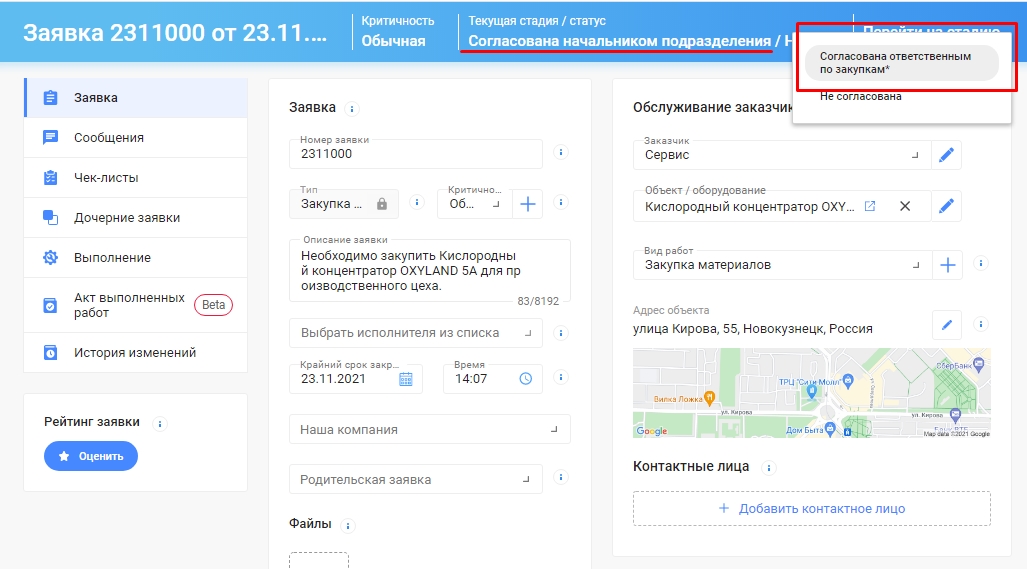 Заявка 2311000 от 23.11....
Критичность
Обычная
Текущая стадия / статус
Согласована начальником подразделения / Н
Перейти на стадию
Согласована ответственным
по закупкам*
Не согласована
Заявка
Сообщения
Чек-листы
Дочерние заявки
Выполнение
Акт выполненных
работ
Beta
История изменений
Рейтинг заявки
Оценить
Заявка
Номер заявки
2311000
Тип
Закупка ...
Критично...
Об...
Описание заявки
Необходимо закупить Кислородны
й концентратор OXYLAND 5A для пр
оизводственного цеха.
83/8192
Выбрать исполнителя из списка
Крайний срок закр...
23.11.2021
Время
14:07
Наша компания
Родительская заявка
Файлы
Обслуживание заказчик
Заказчик
Сервис
Объект / оборудование
Кислородный концентратор OXY...
Вид работ
Закупка материалов
Адрес объекта
улица Кирова, 55, Новокузнецк, Россия
СберБанк
ТРЦ "Сити Молл"
Вилка Ложка
ул. Кирова
ул. Кирова
Дом Быта
Банк ВТБ
Google
Map data ©2021 Google
Контактные лица
Добавить контактное лицо